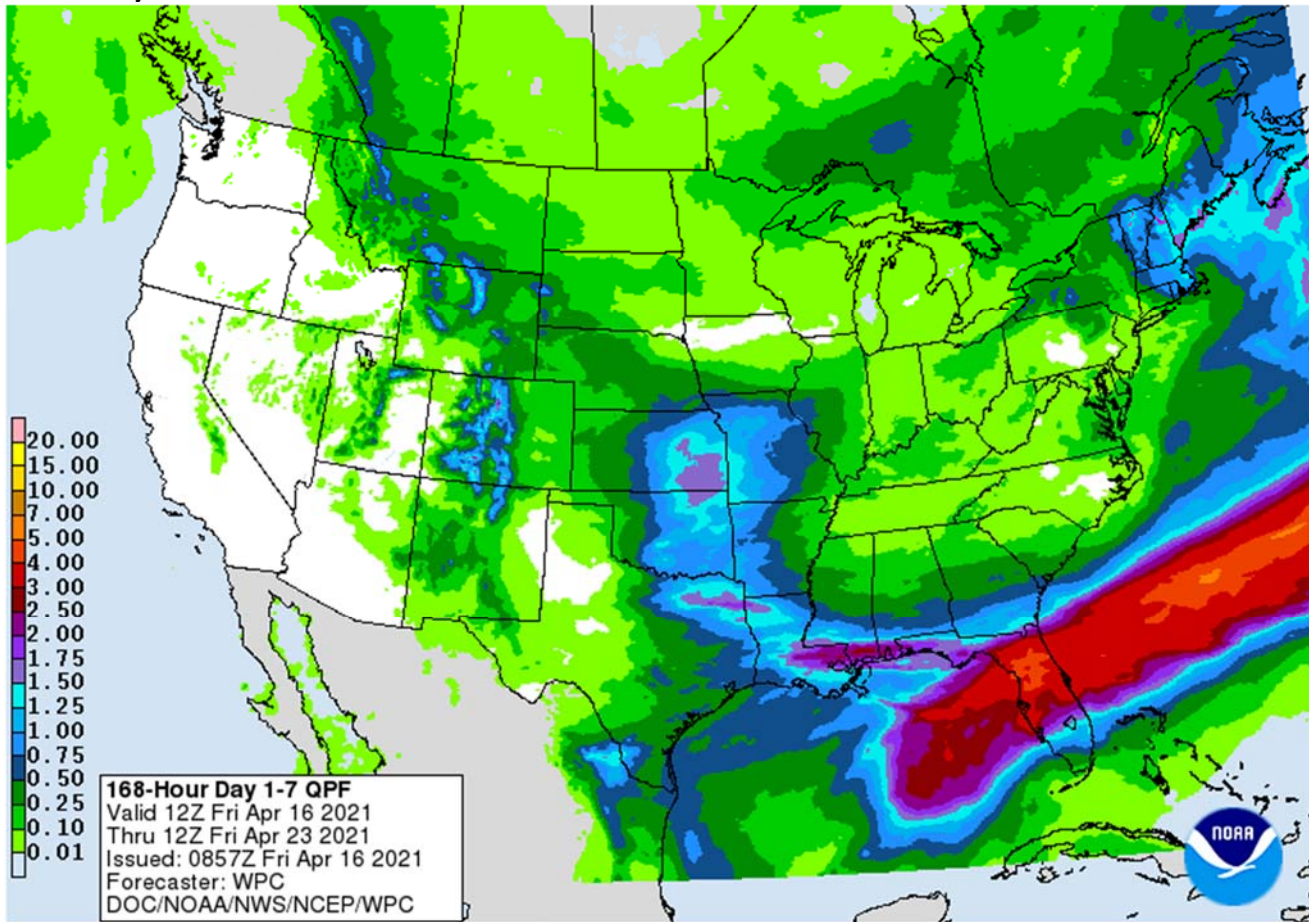 20.00
15.00
10.00
7.00
5.00
4.00
3.00
2.50
2.00
1.75
1.50
1.25
1.00
0.75
0.50
0.25
0.10
0.01
168-Hour Day 1-7 QPF
Valid 12Z Fri Apr 16 2021
Thru 12Z Fri Apr 23 2021
Issued: 0857Z Fri Apr 16 2021
Forecaster: WPC
DOC/NOAA/NWS/NCEP/WPC
NOAA